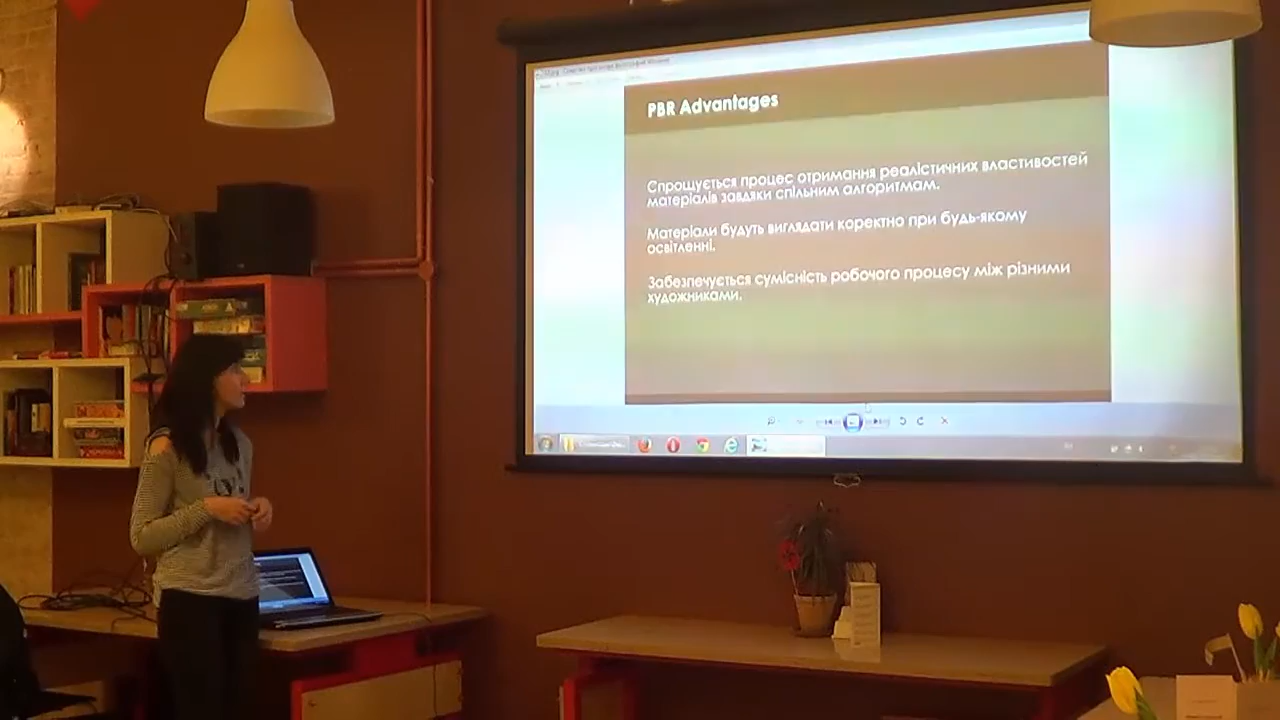 PBR Advantages
Спрощується процес отримання реалістичних властивостей
матеріалів завдяки спільним алгоритмам.
Матеріали будуть виглядати коректно при будь-якому
освітленні.
Забезпечується сумісність робочого процесу між різними
художниками.